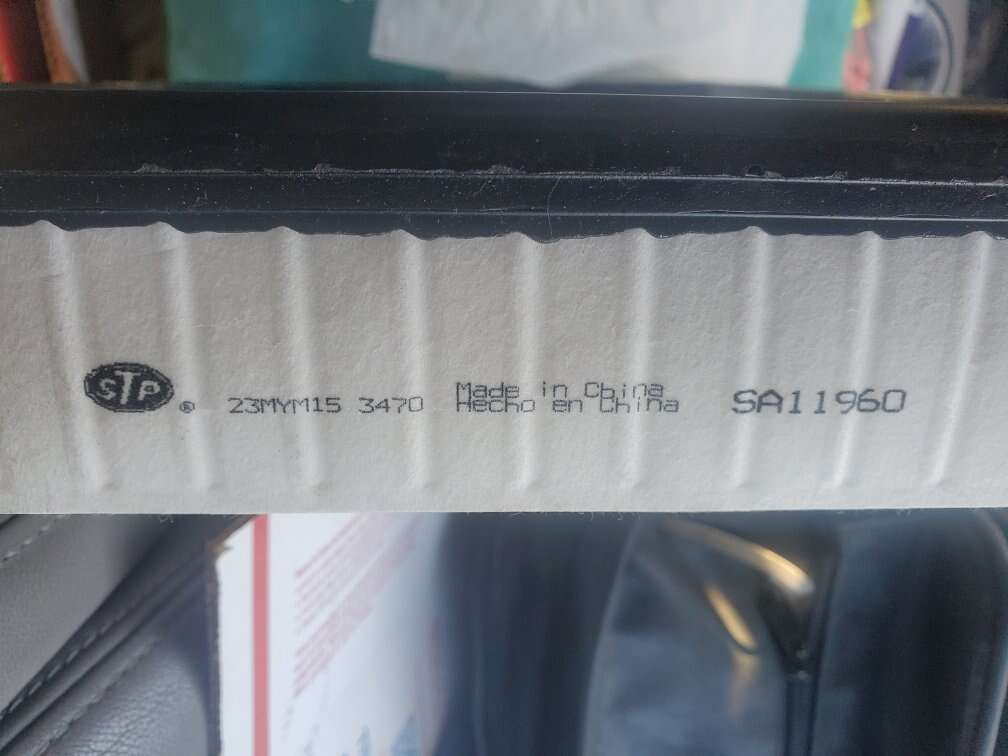 STP® 23MYM15 3470 Made in China SA11960
Hecho en China